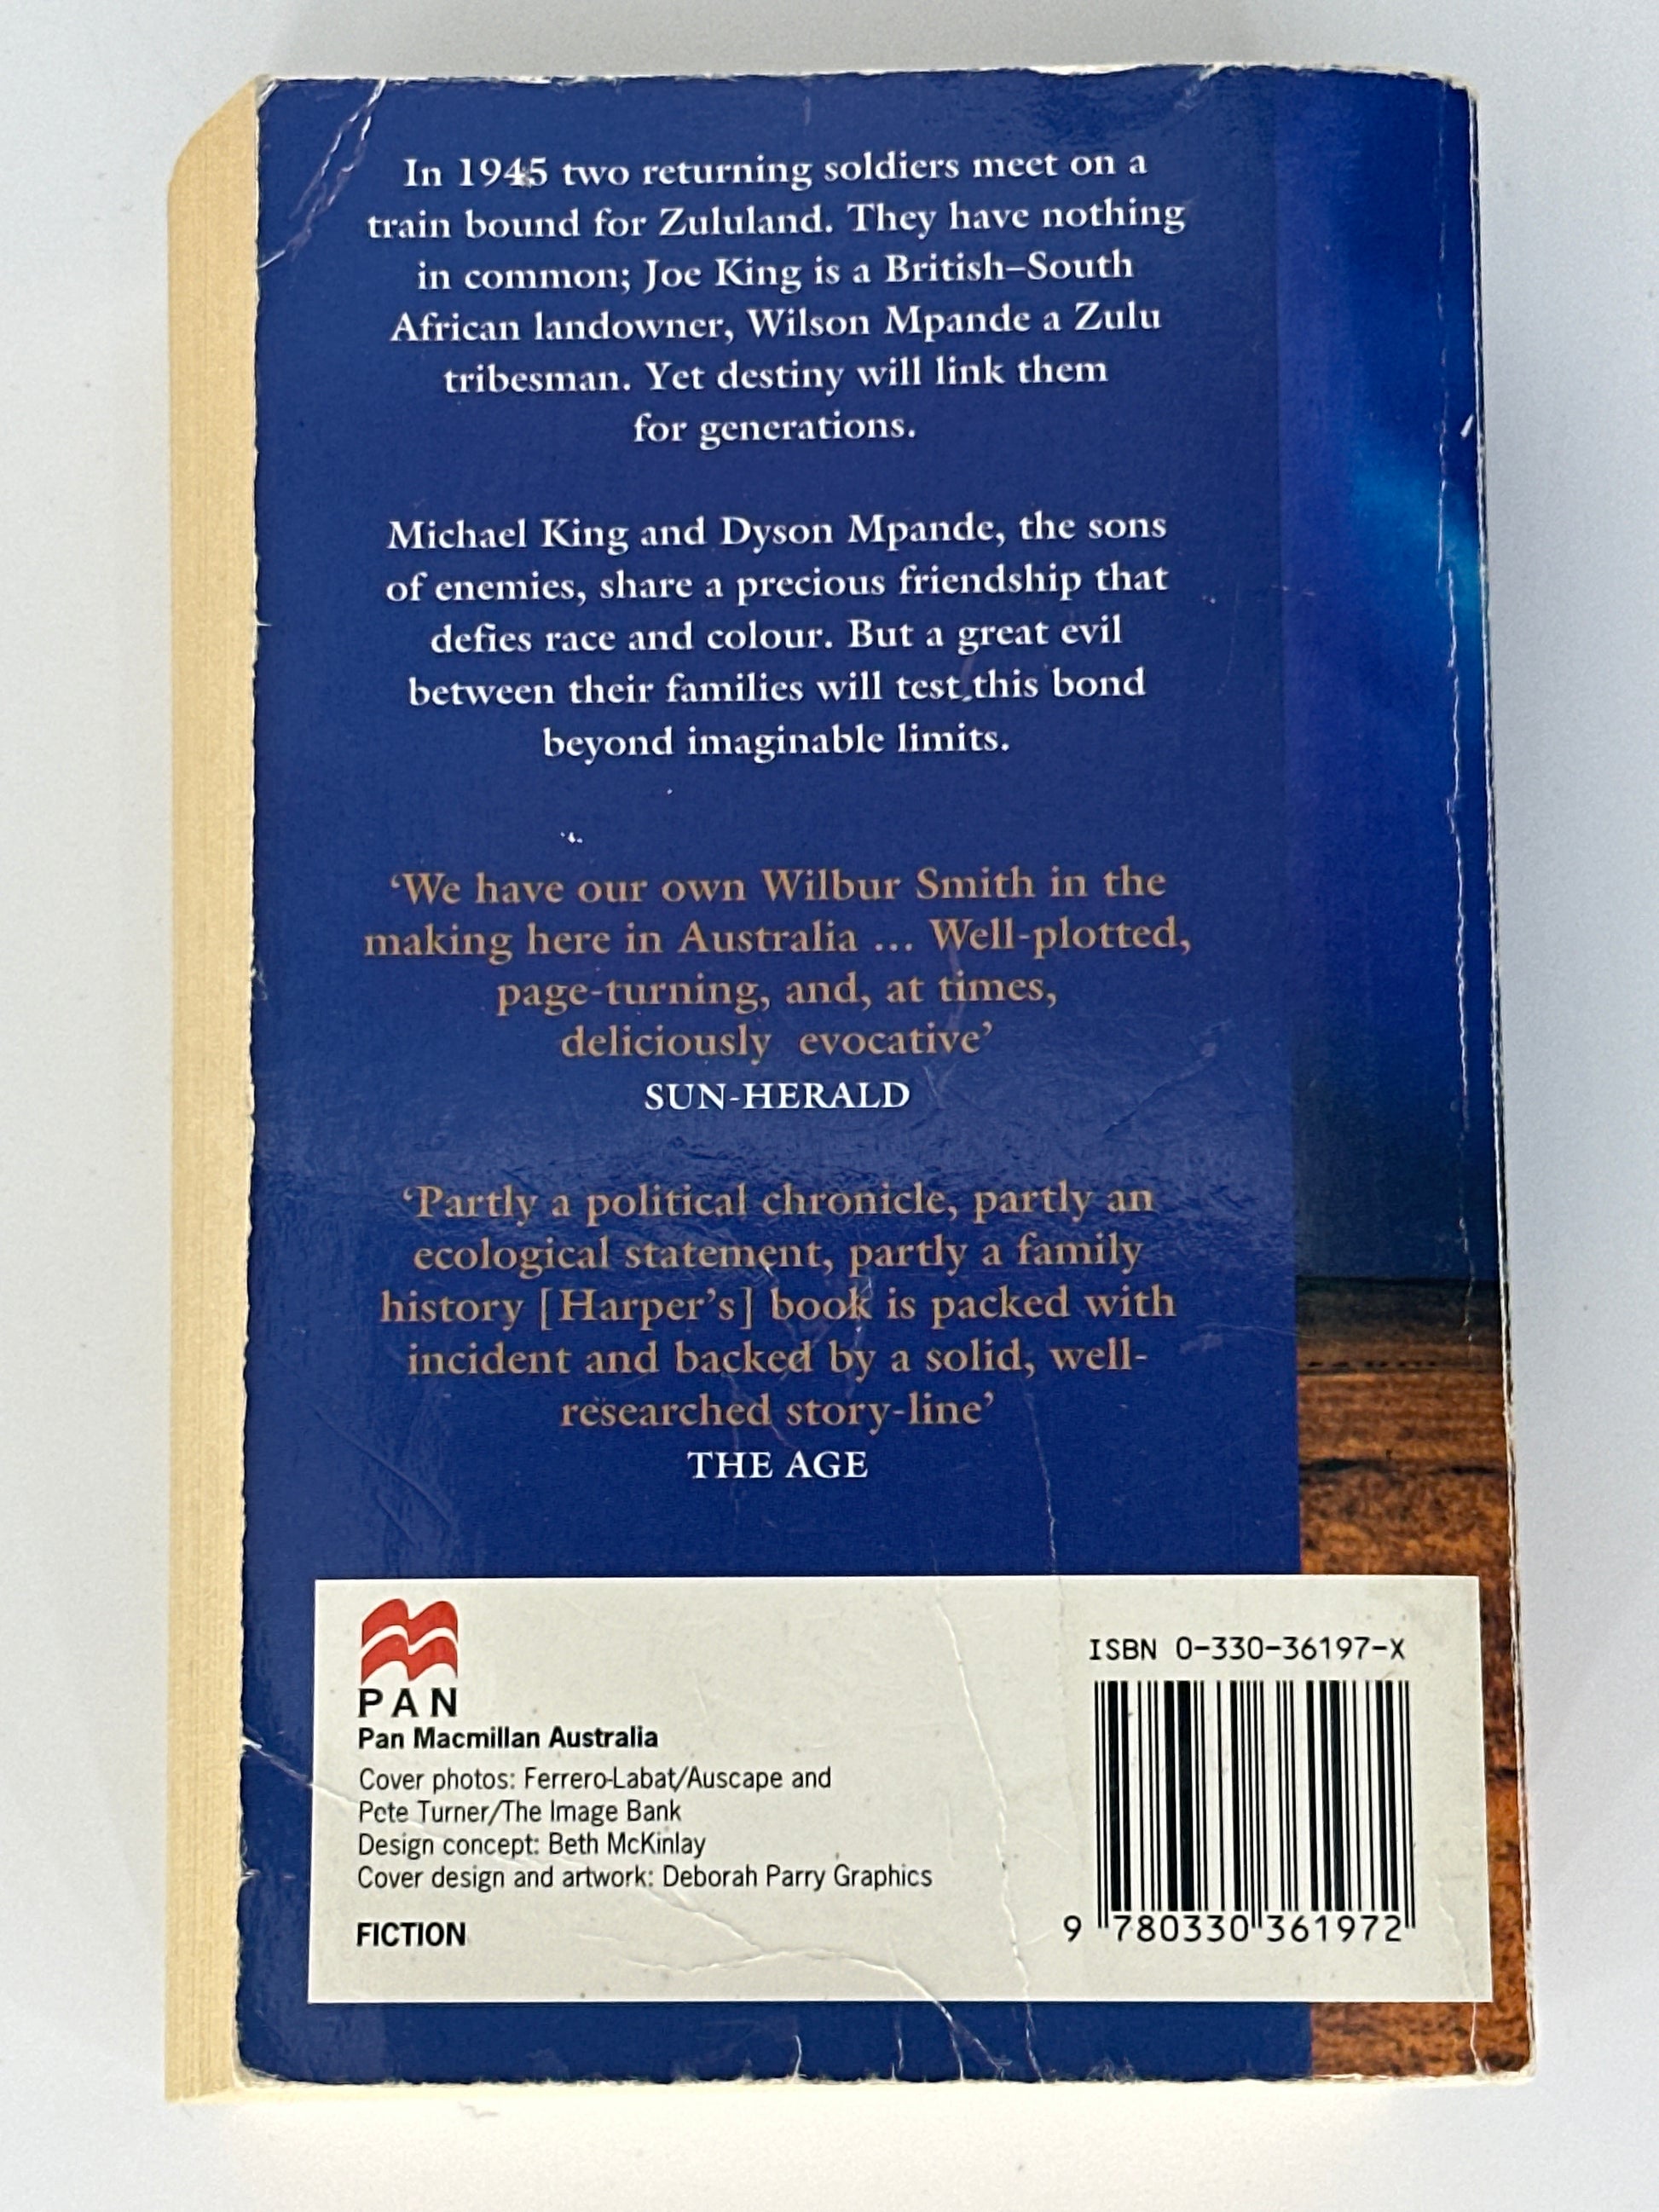 In 1945 two returning soldiers meet on a
train bound for Zululand. They have nothing
in common; Joe King is a British–South
African landowner, Wilson Mpande a Zulu
tribesman. Yet destiny will link them
for generations.
Michael King and Dyson Mpande, the sons
of enemies, share a precious friendship that
defies race and colour. But a great evil
between their families will test this bond
beyond imaginable limits.
‘We have our own Wilbur Smith in the
making here in Australia ... Well-plotted,
page-turning, and, at times,
deliciously evocative’
SUN-HERALD
‘Partly a political chronicle, partly an
ecological statement, partly a family
history [Harper’s] book is packed with
incident and backed by a solid, well-
researched story-line’
THE AGE
PAN
Pan Macmillan Australia
Cover photos: Ferrero-Labat/Auscape and
Pete Turner/The Image Bank
Design concept: Beth McKinlay
Cover design and artwork: Deborah Parry Graphics
FICTION
ISBN 0-330-36197-X
9 780330 361972